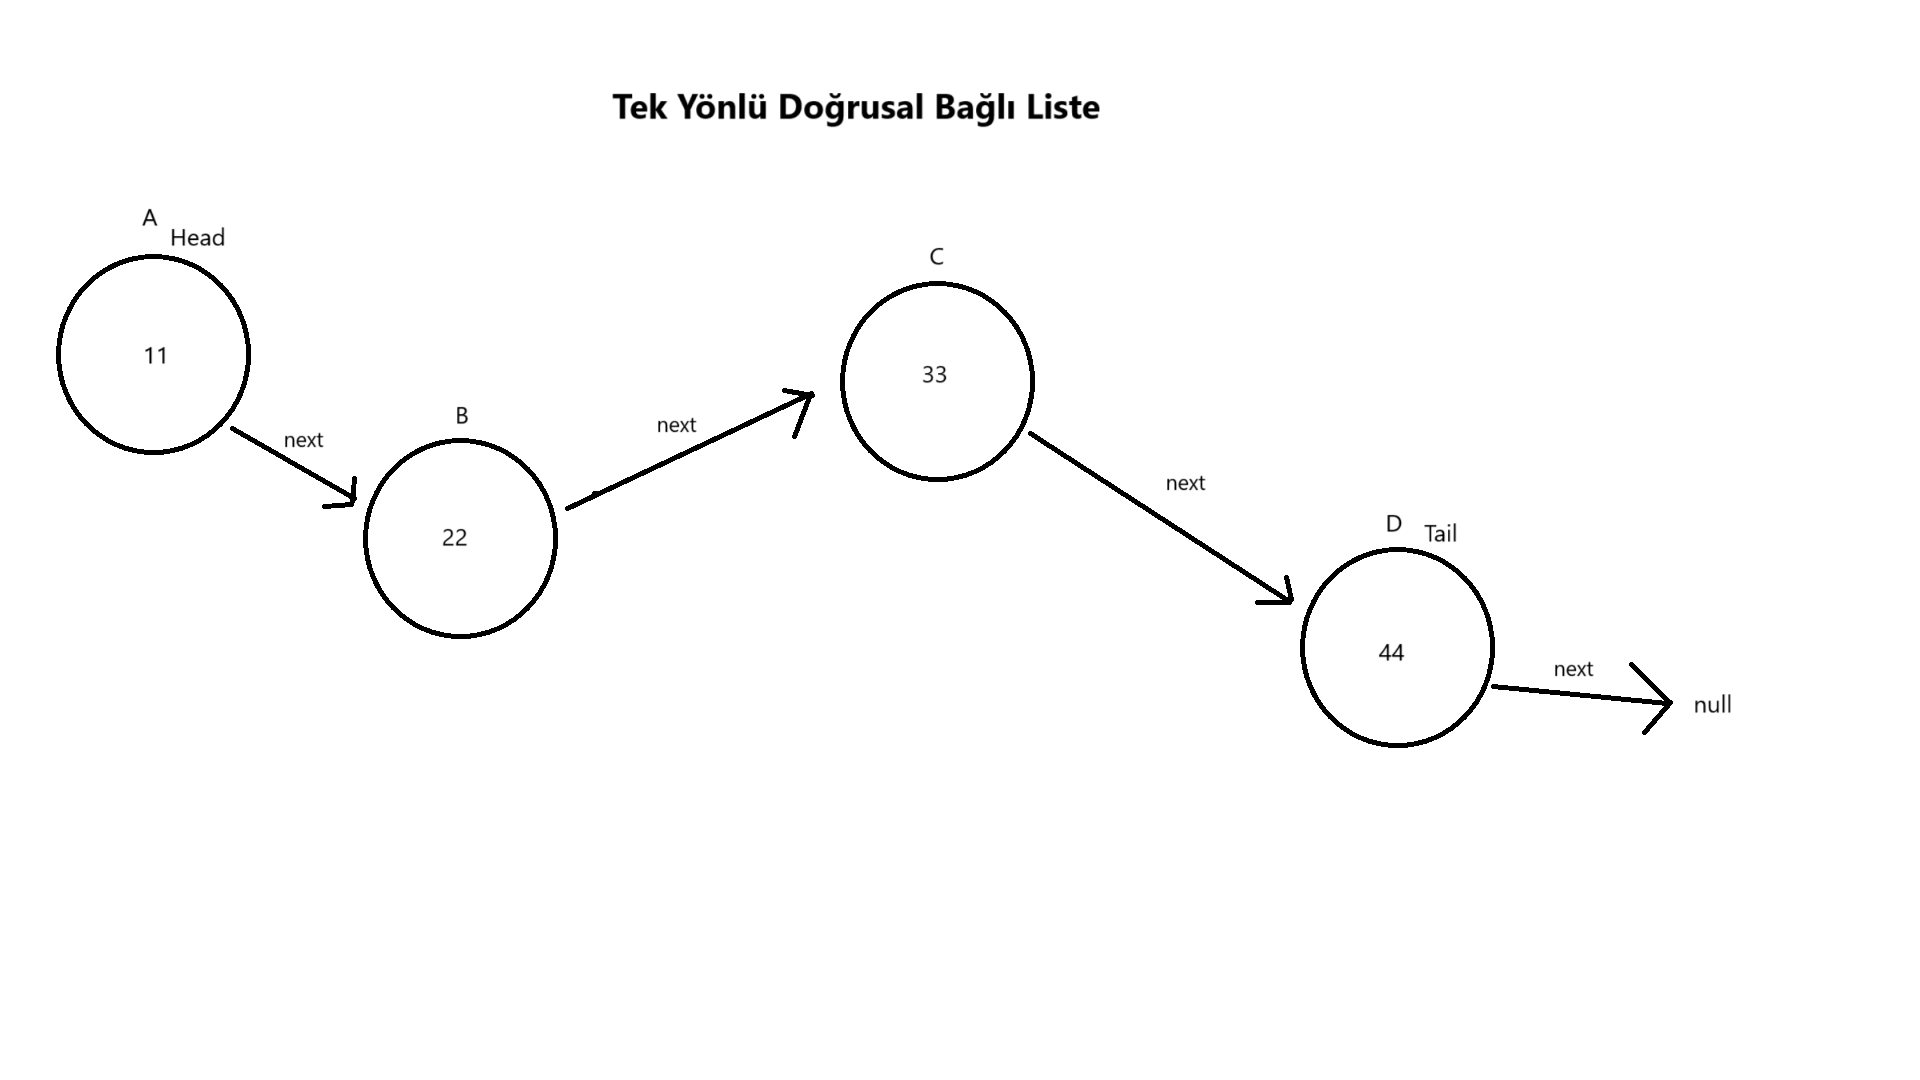 Tek Yönlü Doğrusal Bağlı Liste
A
Head
11
next
B
22
next
C
33
next
D
Tail
44
next
null